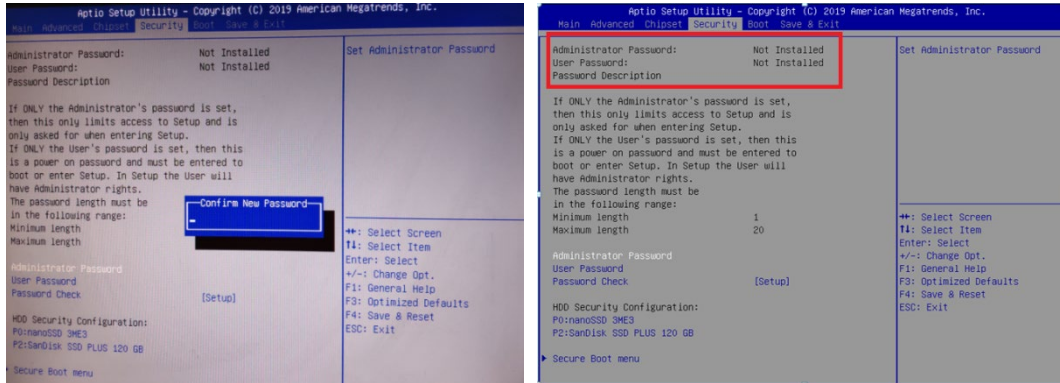 Aptio Setup Utility – Copyright (C) 2019 American Megatrends, Inc.
Main Advanced Chipset Security Boot Save & Exit
Administrator Password: Not Installed
User Password: Not Installed
Password Description
If ONLY the Administrator's password is set,
then this only limits access to Setup and is
only asked for when entering Setup.
If ONLY the User's password is set, then this
is a power on password and must be entered to
boot or enter Setup. In Setup the User will
have Administrator rights.
The password length must be
in the following range:
Minimum length
Maximum length
Confirm New Password
Administrator Password
User Password
Password Check [Setup]
HDD Security Configuration:
P0:nanoSSD 3ME3
P2:SanDisk SSD PLUS 120 GB
Secure Boot menu
Set Administrator Password
→←: Select Screen
↑↓: Select Item
Enter: Select
+/-: Change Opt.
F1: General Help
F3: Optimized Defaults
F4: Save & Reset
ESC: Exit
Aptio Setup Utility – Copyright (C) 2019 American Megatrends, Inc.
Main Advanced Chipset Security Boot Save & Exit
Administrator Password: Not Installed
User Password: Not Installed
Password Description
If ONLY the Administrator's password is set,
then this only limits access to Setup and is
only asked for when entering Setup.
If ONLY the User's password is set, then this
is a power on password and must be entered to
boot or enter Setup. In Setup the User will
have Administrator rights.
The password length must be
in the following range:
Minimum length 1
Maximum length 20
Administrator Password
User Password
Password Check [Setup]
HDD Security Configuration:
P0:nanoSSD 3ME3
P2:SanDisk SSD PLUS 120 GB
Secure Boot menu
Set Administrator Password
→←: Select Screen
↑↓: Select Item
Enter: Select
+/-: Change Opt.
F1: General Help
F3: Optimized Defaults
F4: Save & Reset
ESC: Exit